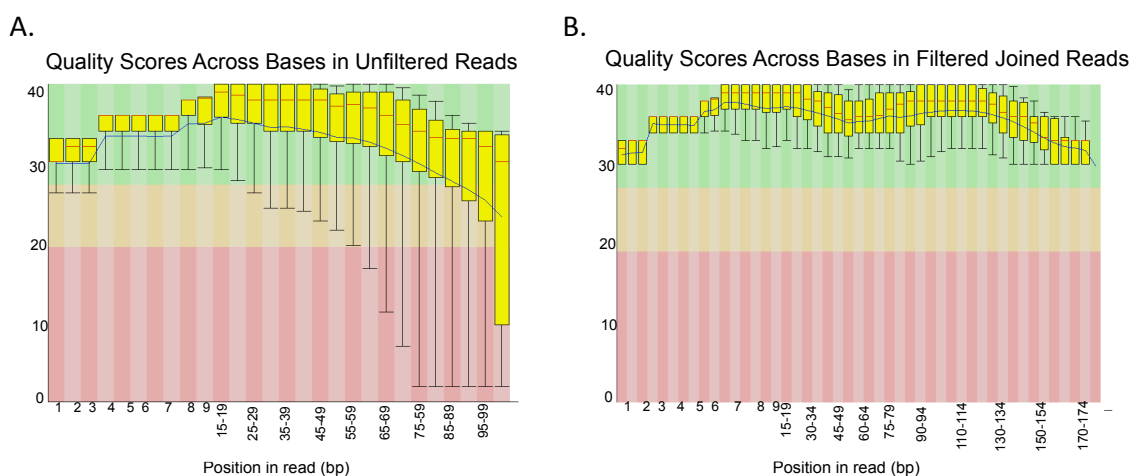 A.
Quality Scores Across Bases in Unfiltered Reads
40
30
20
10
0
1 2 3 4 5 6 7 8 9 15-19 25-29 35-39 45-49 55-59 65-69 75-59 85-89 95-99
Position in read (bp)
B.
Quality Scores Across Bases in Filtered Joined Reads
40
30
20
10
0
1 2 3 4 5 6 7 8 9 15-19 30-34 45-49 60-64 75-79 90-94 110-114 130-134 150-154 170-174
Position in read (bp)